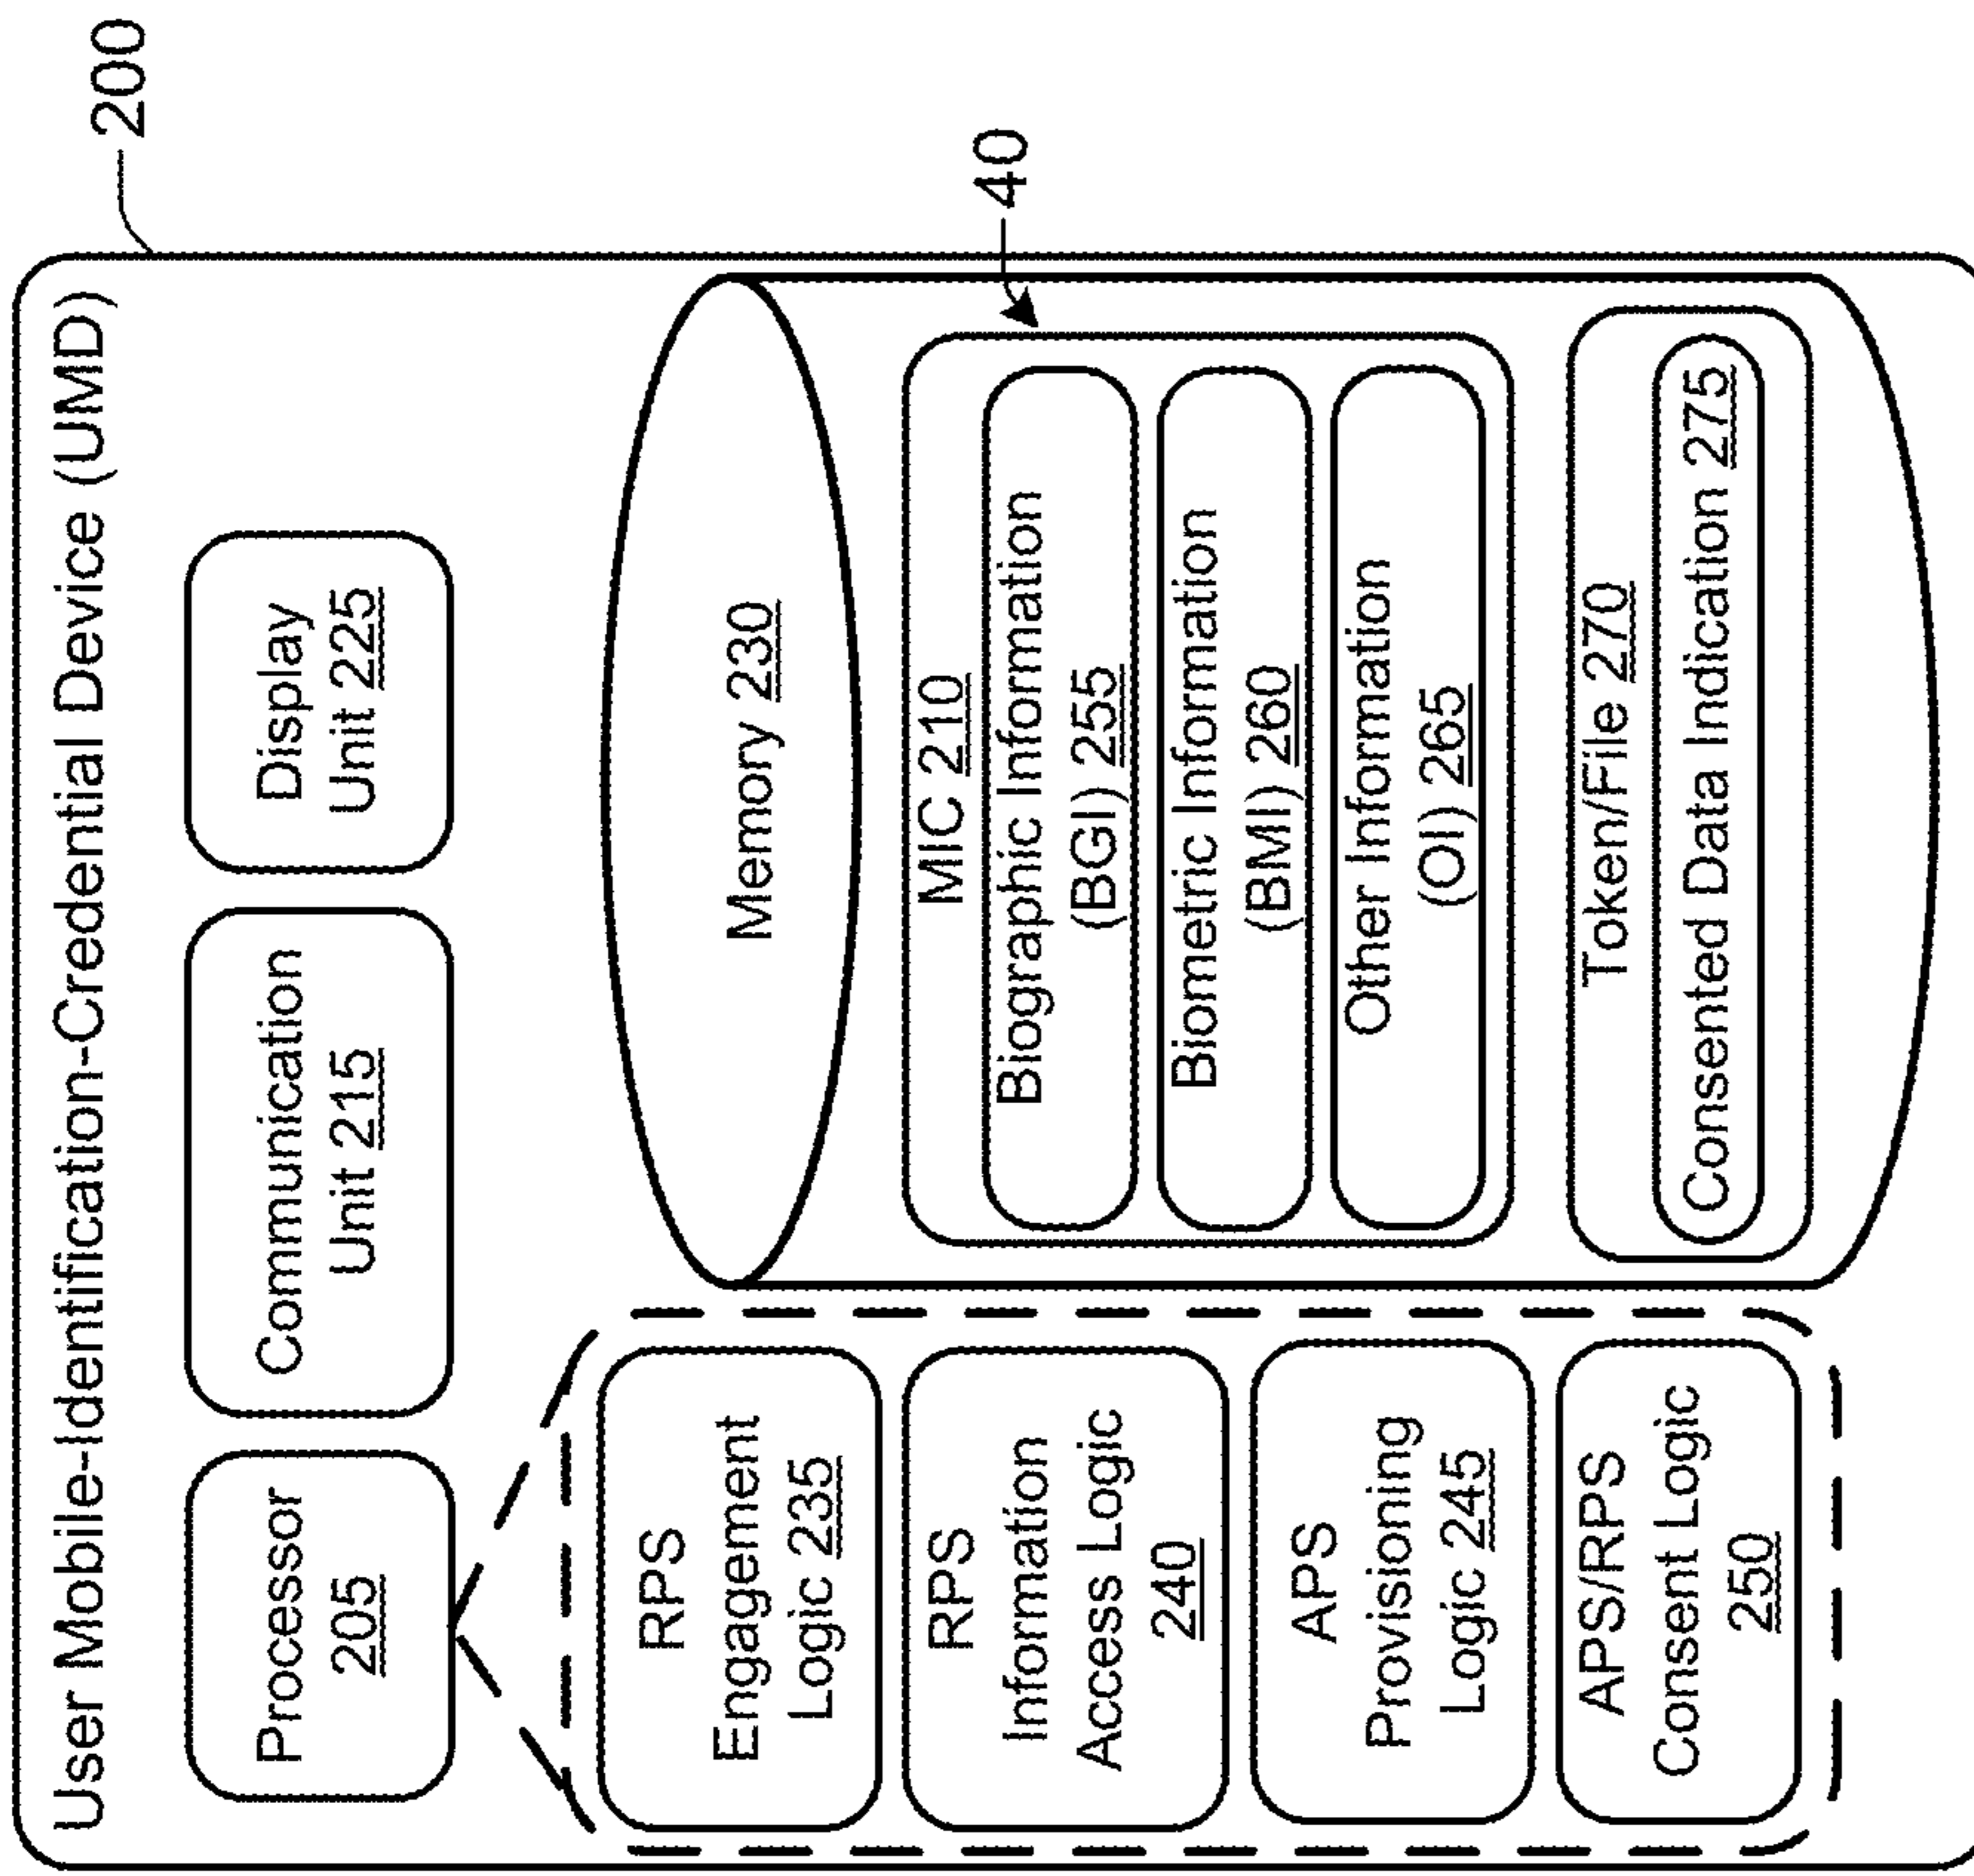 200
User Mobile-Identification-Credential Device (UMD)
Processor
205
Communication
Unit 215
Display
Unit 225
RPS
Engagement
Logic 235
RPS
Information
Access Logic
240
APS
Provisioning
Logic 245
APS/RPS
Consent Logic
250
Memory 230
40
MIC 210
Biographic Information
(BGI) 255
Biometric Information
(BMI) 260
Other Information
(OI) 265
Token/File 270
Consented Data Indication 275